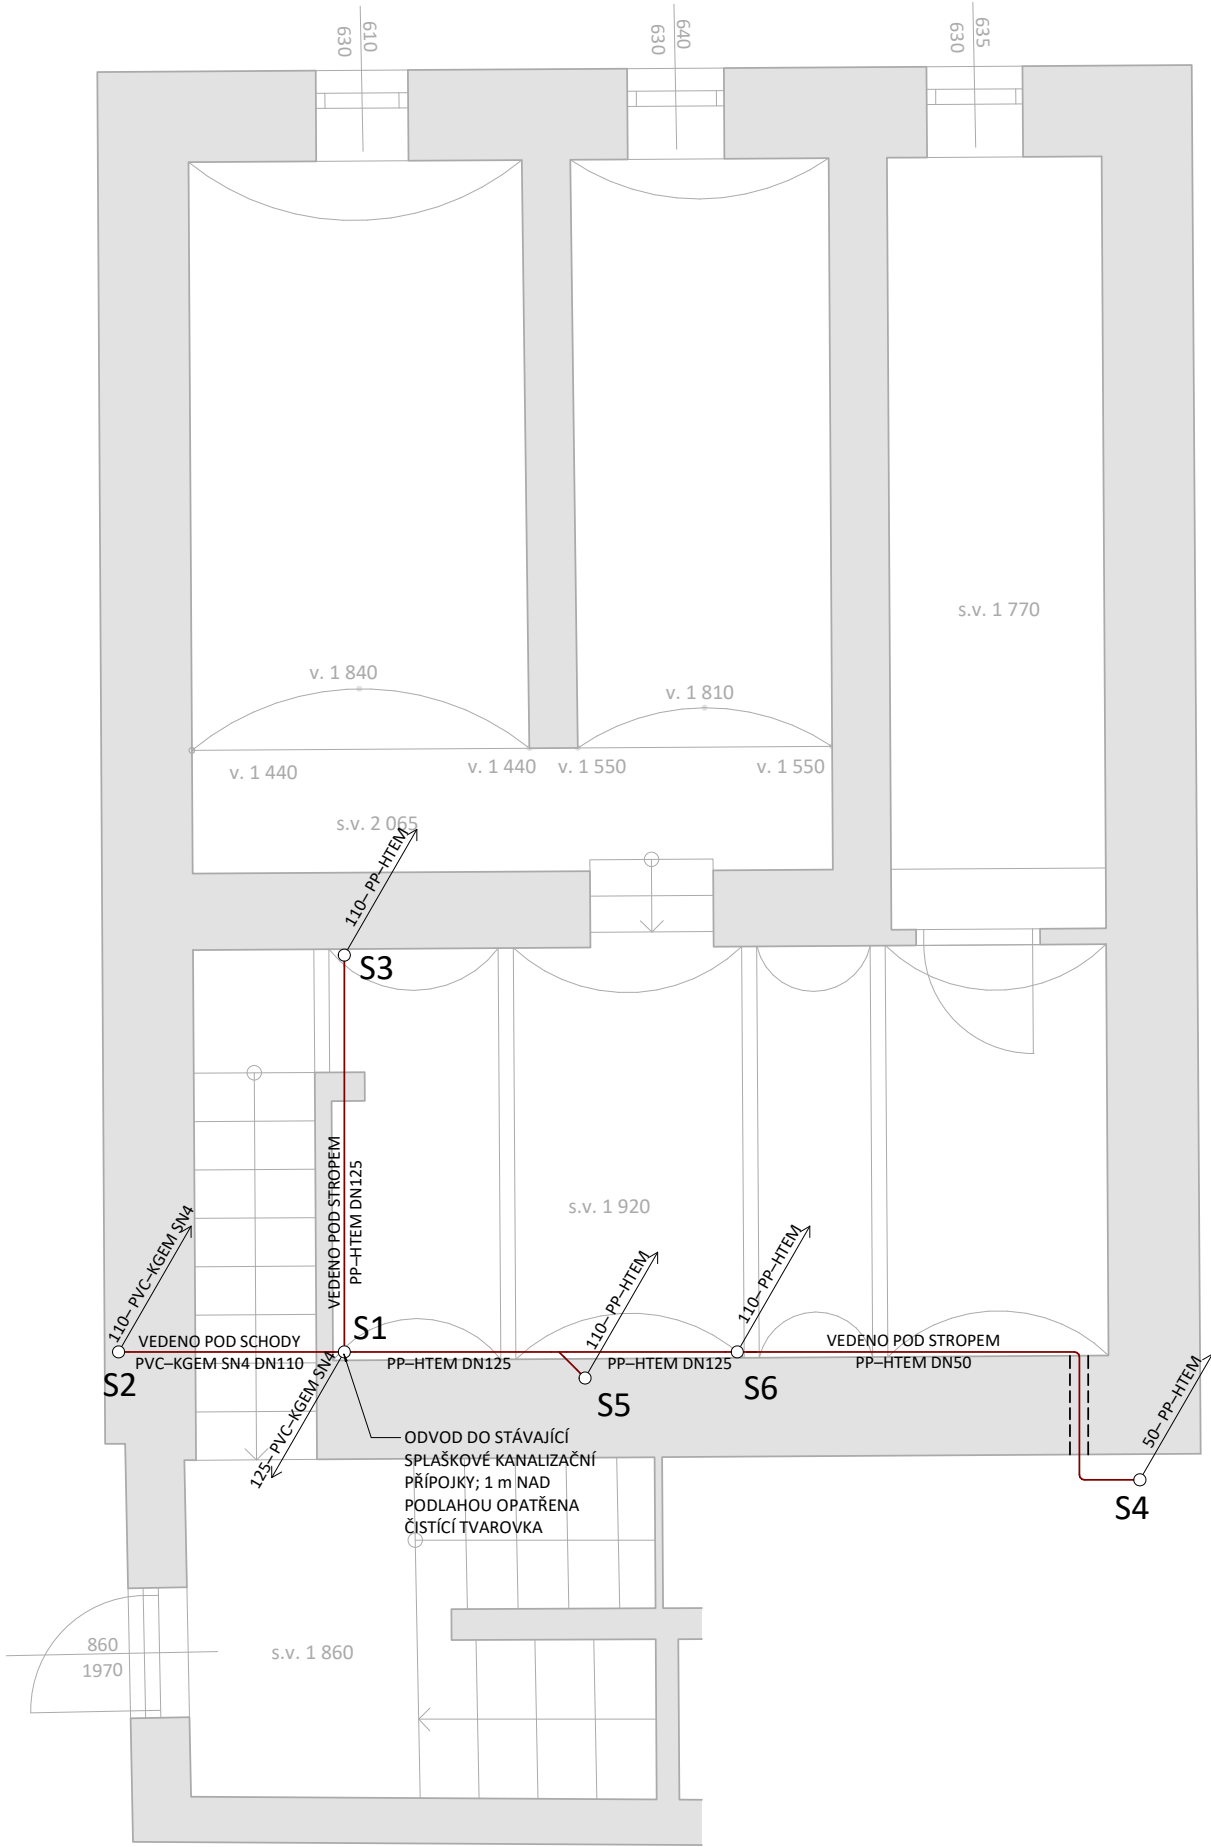 630
610
630
640
630
635
s.v. 1 770
v. 1 840
v. 1 810
v. 1 440
v. 1 440
v. 1 550
v. 1 550
s.v. 2 065
110– PP–HTEM
S3
VEDENO POD STROPEM
PP–HTEM DN125
s.v. 1 920
110– PVC–KGEM SN4
110– PP–HTEM
110– PP–HTEM
S1
VEDENO POD SCHODY
PVC–KGEM SN4 DN110
S2
PP–HTEM DN125
PP–HTEM DN125
VEDENO POD STROPEM
PP–HTEM DN50
S5
S6
125– PVC–KGEM SN4
50– PP–HTEM
S4
ODVOD DO STÁVAJÍCÍ
SPLAŠKOVÉ KANALIZAČNÍ
PŘÍPOJKY; 1 m NAD
PODLAHOU OPATŘENA
ČISTÍCÍ TVAROVKA
860
1970
s.v. 1 860